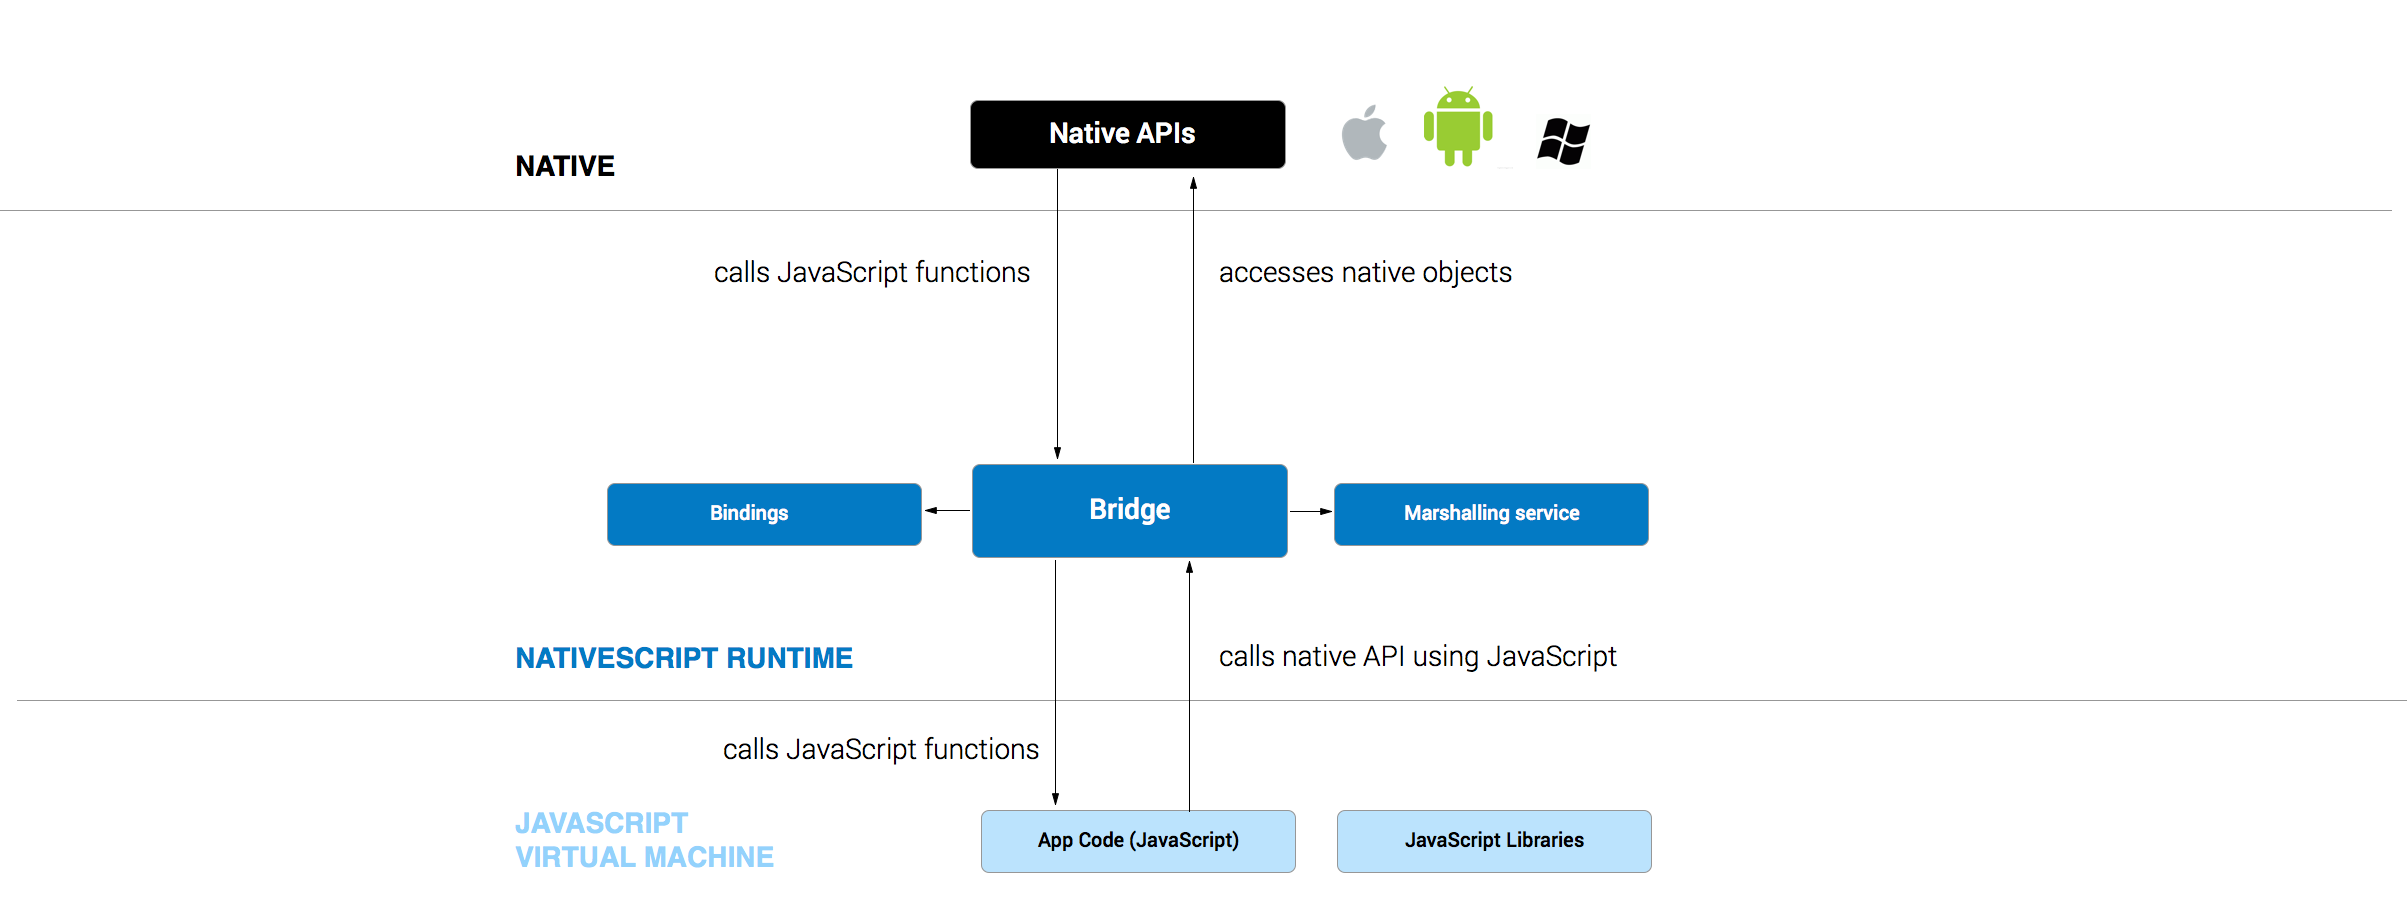 Native APIs
NATIVE
calls JavaScript functions
accesses native objects
Bindings
Bridge
Marshalling service
NATIVESCRIPT RUNTIME
calls native API using JavaScript
calls JavaScript functions
JAVASCRIPT
VIRTUAL MACHINE
App Code (JavaScript)
JavaScript Libraries